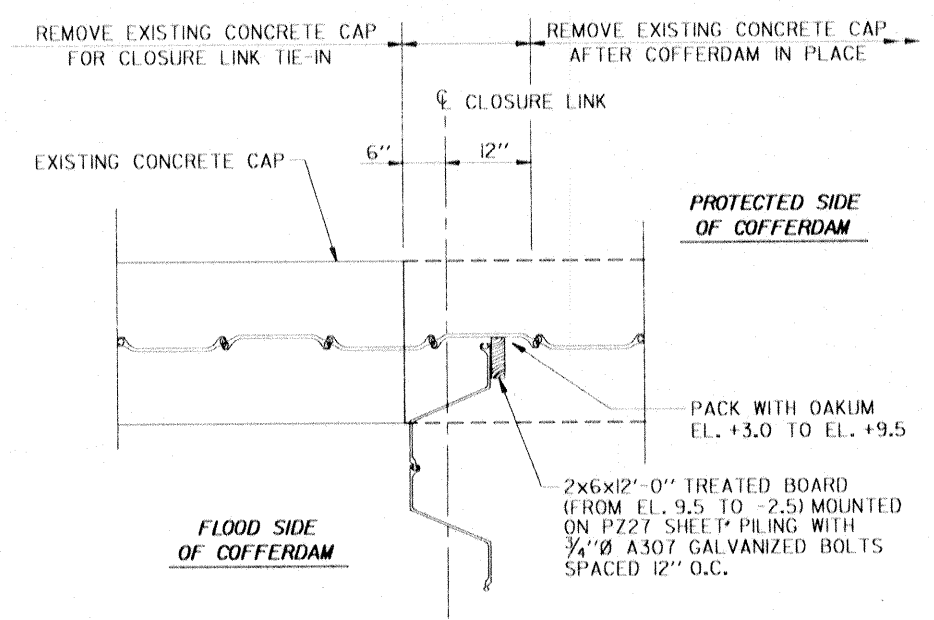 REMOVE EXISTING CONCRETE CAP
FOR CLOSURE LINK TIE-IN
REMOVE EXISTING CONCRETE CAP
AFTER COFFERDAM IN PLACE
℄ CLOSURE LINK
6''
12''
EXISTING CONCRETE CAP
PROTECTED SIDE
OF COFFERDAM
PACK WITH OAKUM
EL. +3.0 TO EL. +9.5
2x6x12'-0'' TREATED BOARD
(FROM EL. 9.5 TO -2.5) MOUNTED
ON PZ27 SHEET PILING WITH
3/4''Ø A307 GALVANIZED BOLTS
SPACED 12'' O.C.
FLOOD SIDE
OF COFFERDAM